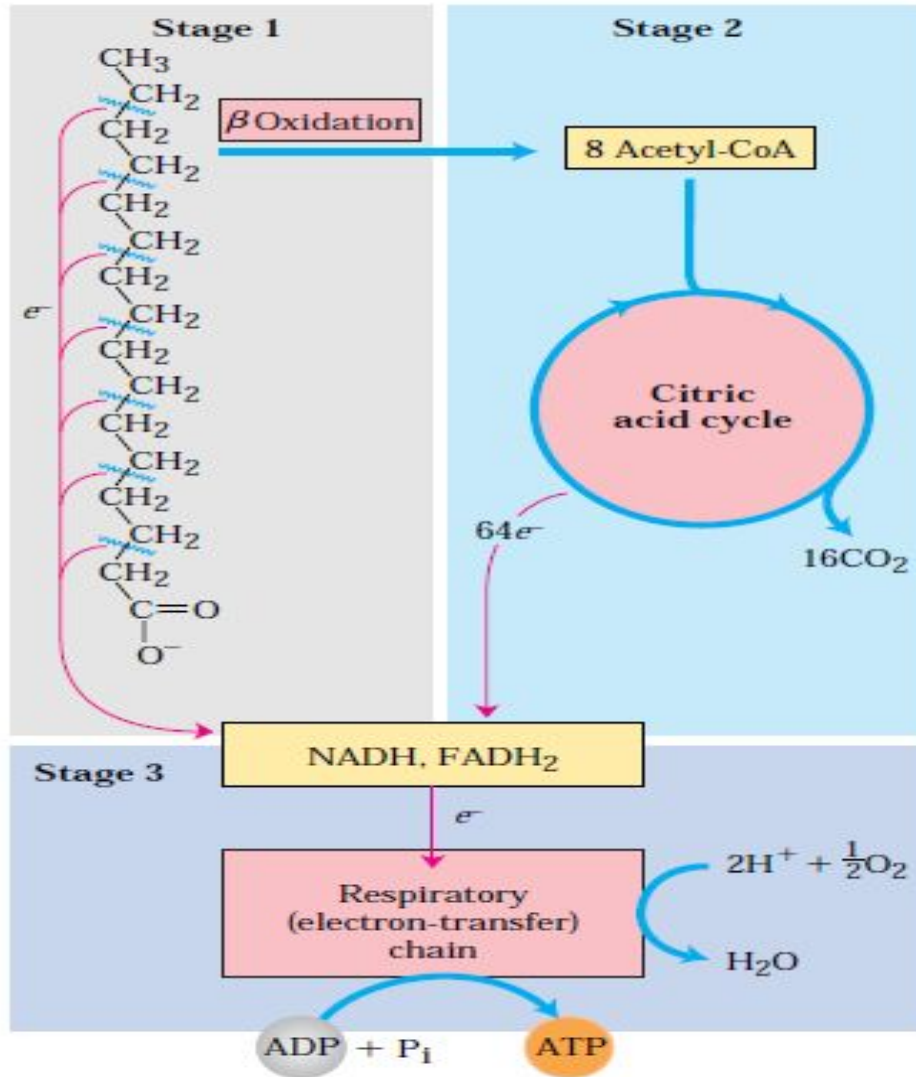 Stage 1
CH₃
CH₂
CH₂
CH₂
CH₂
CH₂
CH₂
CH₂
CH₂
CH₂
CH₂
CH₂
CH₂
CH₂
CH₂
C=O
O⁻
e⁻
β Oxidation
Stage 2
8 Acetyl-CoA
Citric
acid cycle
64e⁻
16CO₂
Stage 3
NADH, FADH₂
e⁻
Respiratory
(electron-transfer)
chain
2H⁺ + ½O₂
H₂O
ADP + Pᵢ
ATP